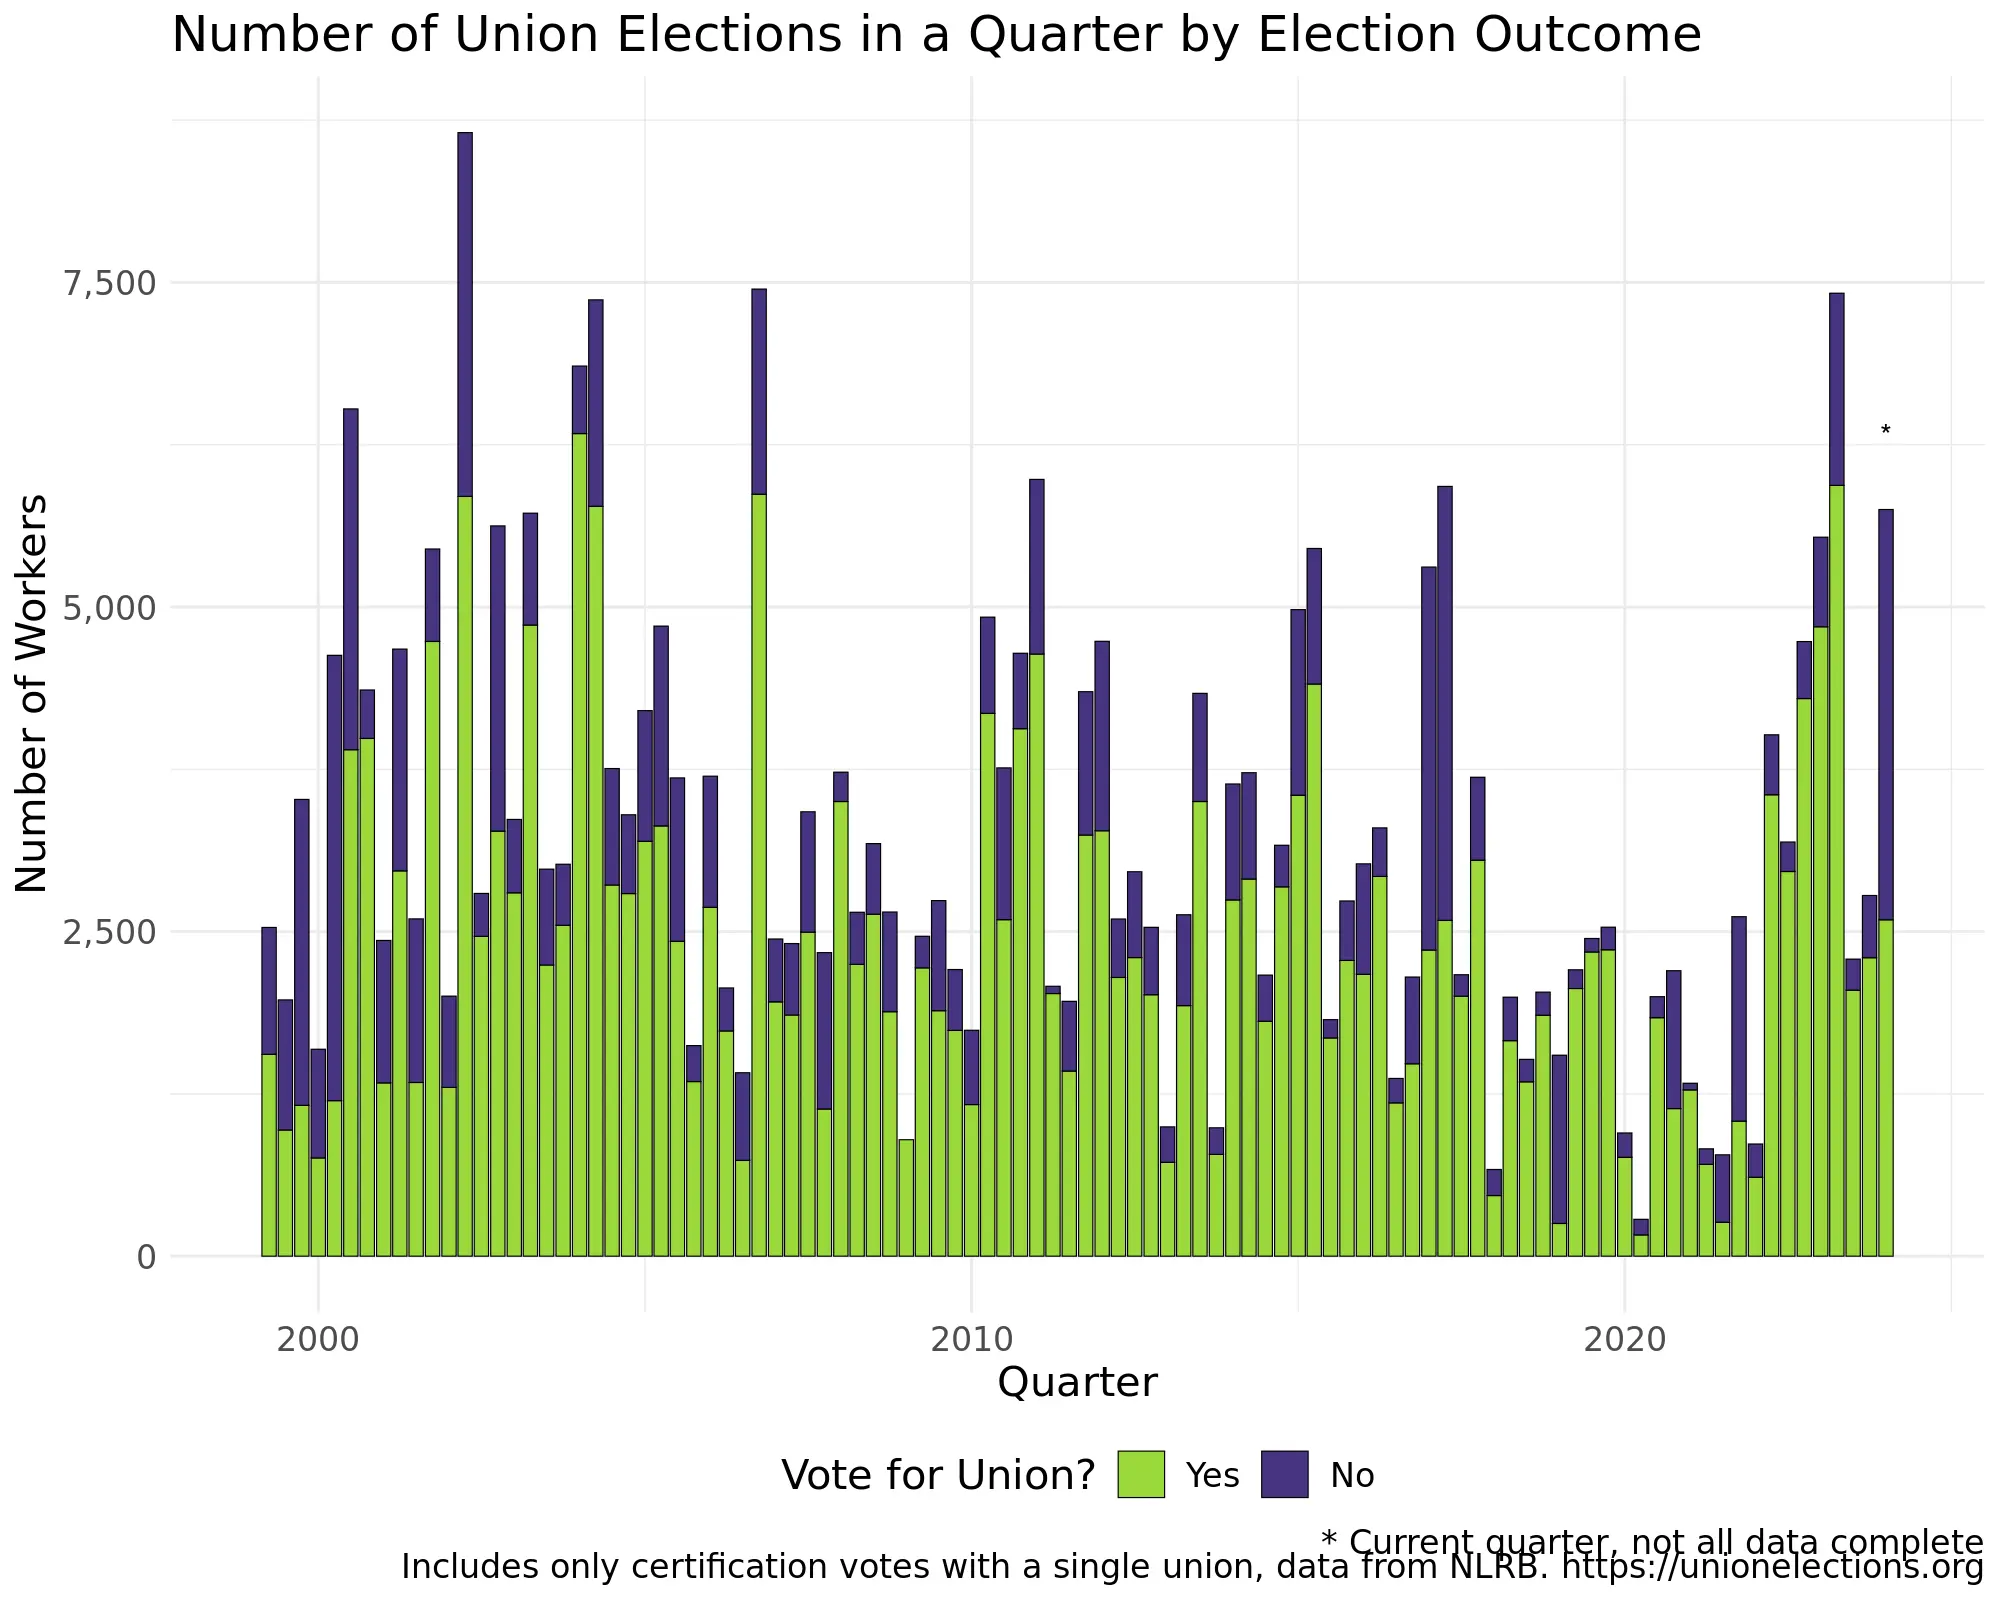 Number of Union Elections in a Quarter by Election Outcome
Number of Workers
7,500
5,000
2,500
0
*
2000 2010 2020
Quarter
Vote for Union? Yes No
* Current quarter, not all data complete
Includes only certification votes with a single union, data from NLRB. https://unionelections.org